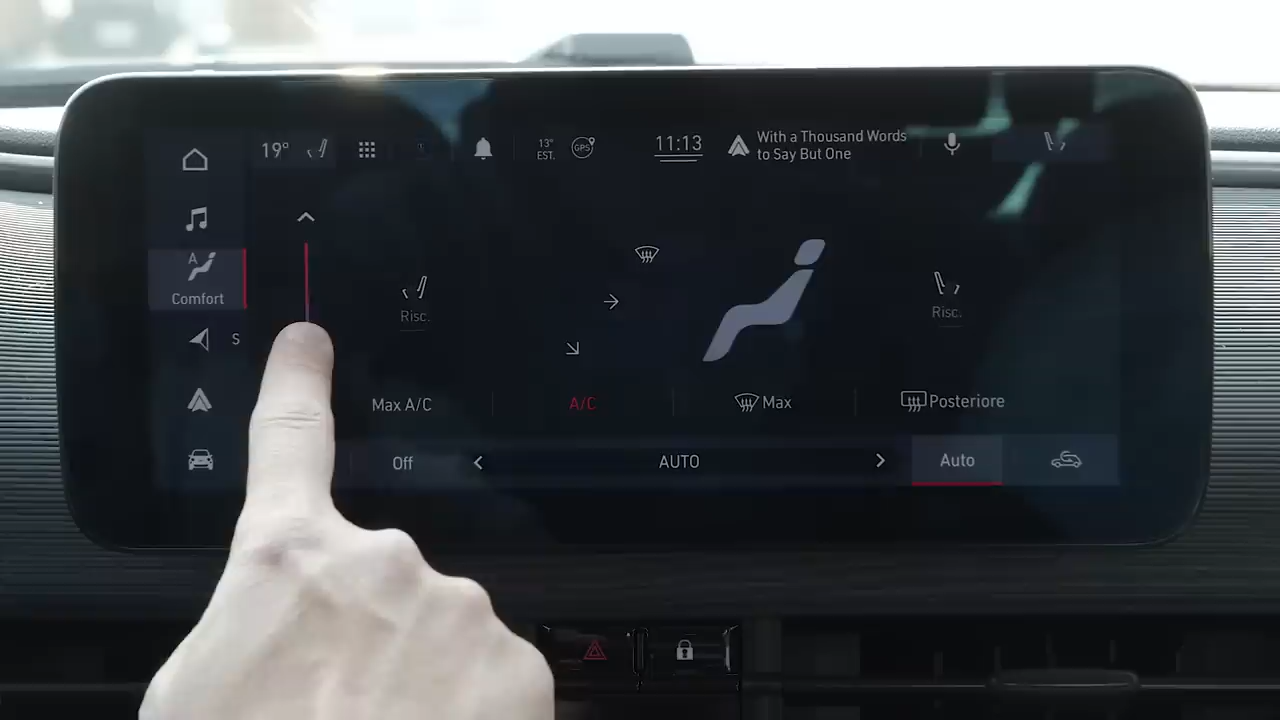 19°
13°
EST.
GPS
11:13
With a Thousand Words
to Say But One
A
Comfort
Risc.
Risc.
S
Max A/C
A/C
Max
Posteriore
Off
AUTO
Auto